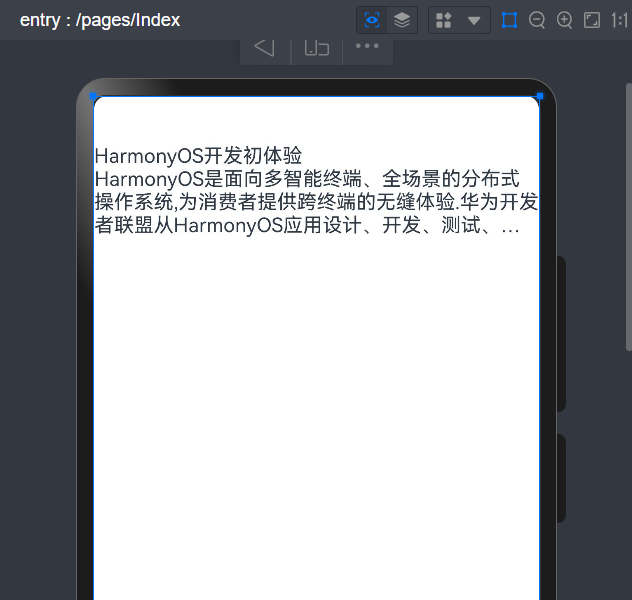 entry : /pages/Index
1:1
HarmonyOS开发初体验
HarmonyOS是面向多智能终端、全场景的分布式
操作系统,为消费者提供跨终端的无缝体验.华为开发
者联盟从HarmonyOS应用设计、开发、测试、...